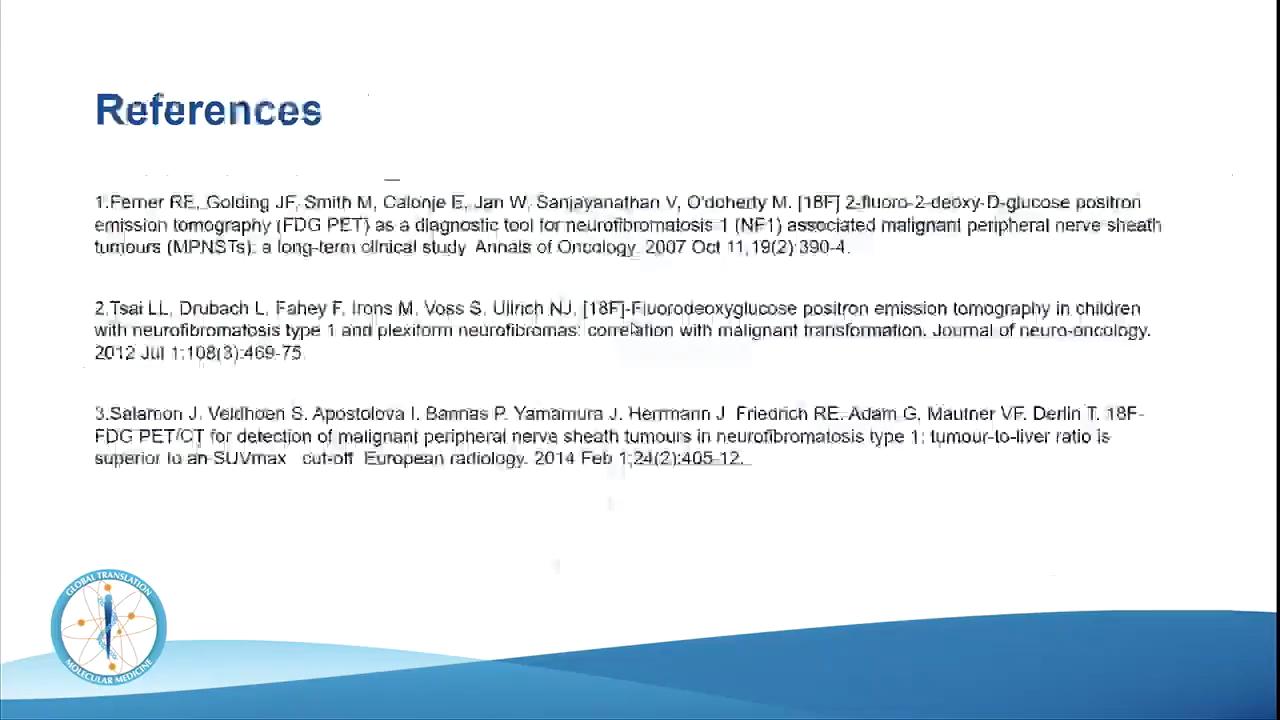 References
1.Ferner RE, Golding JF, Smith M, Calonje E, Jan W, Sanjayanathan V, O'doherty M. [18F] 2-fluoro-2-deoxy-D-glucose positron
emission tomography (FDG PET) as a diagnostic tool for neurofibromatosis 1 (NF1) associated malignant peripheral nerve sheath
tumours (MPNSTs): a long-term clinical study. Annals of Oncology. 2007 Oct 11;19(2):390-4.
2.Tsai LL, Drubach L, Fahey F, Irons M, Voss S, Ullrich NJ. [18F]-Fluorodeoxyglucose positron emission tomography in children
with neurofibromatosis type 1 and plexiform neurofibromas: correlation with malignant transformation. Journal of neuro-oncology.
2012 Jul 1;108(3):469-75.
3.Salamon J, Veldhoen S, Apostolova I, Bannas P, Yamamura J, Herrmann J, Friedrich RE, Adam G, Mautner VF, Derlin T. 18F-
FDG PET/CT for detection of malignant peripheral nerve sheath tumours in neurofibromatosis type 1: tumour-to-liver ratio is
superior to an SUVmax cut-off. European radiology. 2014 Feb 1;24(2):405-12.
GLOBAL TRANSLATION
MOLECULAR MEDICINE